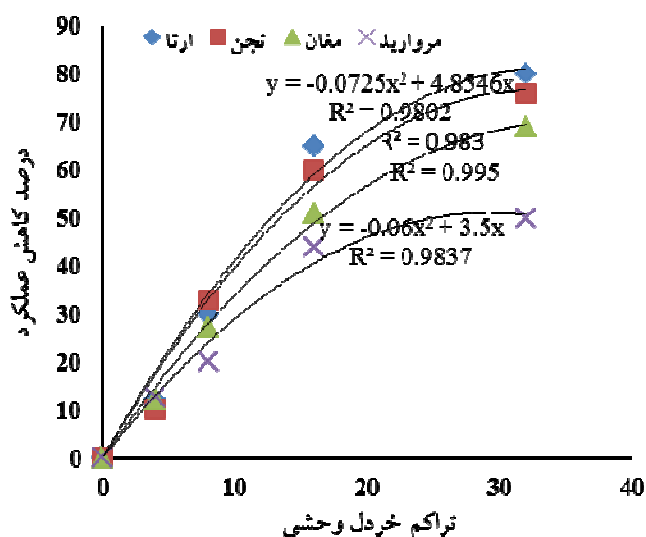 90
ارتا تجن مغان مروارید
80
y = -0.0725x² + 4.8546x
R² = 0.9802
70
R² = 0.983
60
R² = 0.995
50
y = -0.06x² + 3.5x
R² = 0.9837
40
30
20
10
0
0 10 20 30 40
درصد کاهش عملکرد
تراکم خردل وحشی